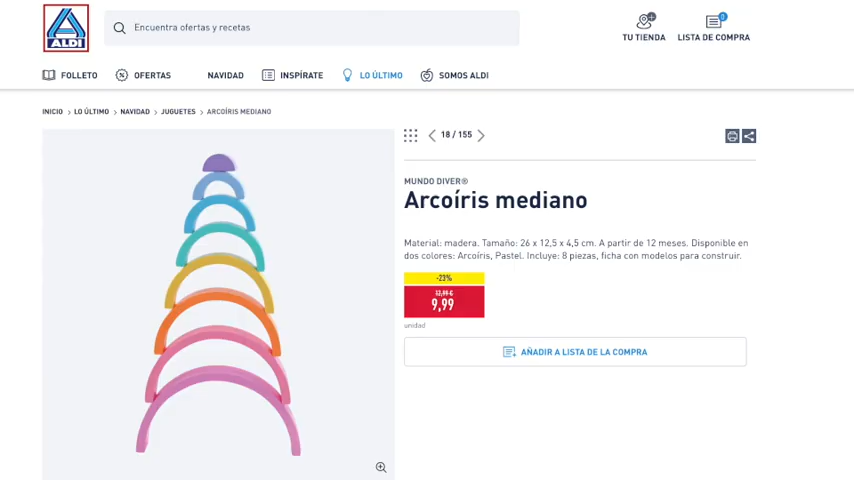 ALDI
Encuentra ofertas y recetas
TU TIENDA
0
LISTA DE COMPRA
FOLLETO
OFERTAS
NAVIDAD
INSPÍRATE
LO ÚLTIMO
SOMOS ALDI
INICIO > LO ÚLTIMO > NAVIDAD > JUGUETES > ARCOÍRIS MEDIANO
18 / 155
MUNDO DIVER®
Arcoíris mediano
Material: madera. Tamaño: 26 x 12,5 x 4,5 cm. A partir de 12 meses. Disponible en
dos colores: Arcoíris, Pastel. Incluye: 8 piezas, ficha con modelos para construir.
-23%
12,99 €
9,99
unidad
AÑADIR A LISTA DE LA COMPRA